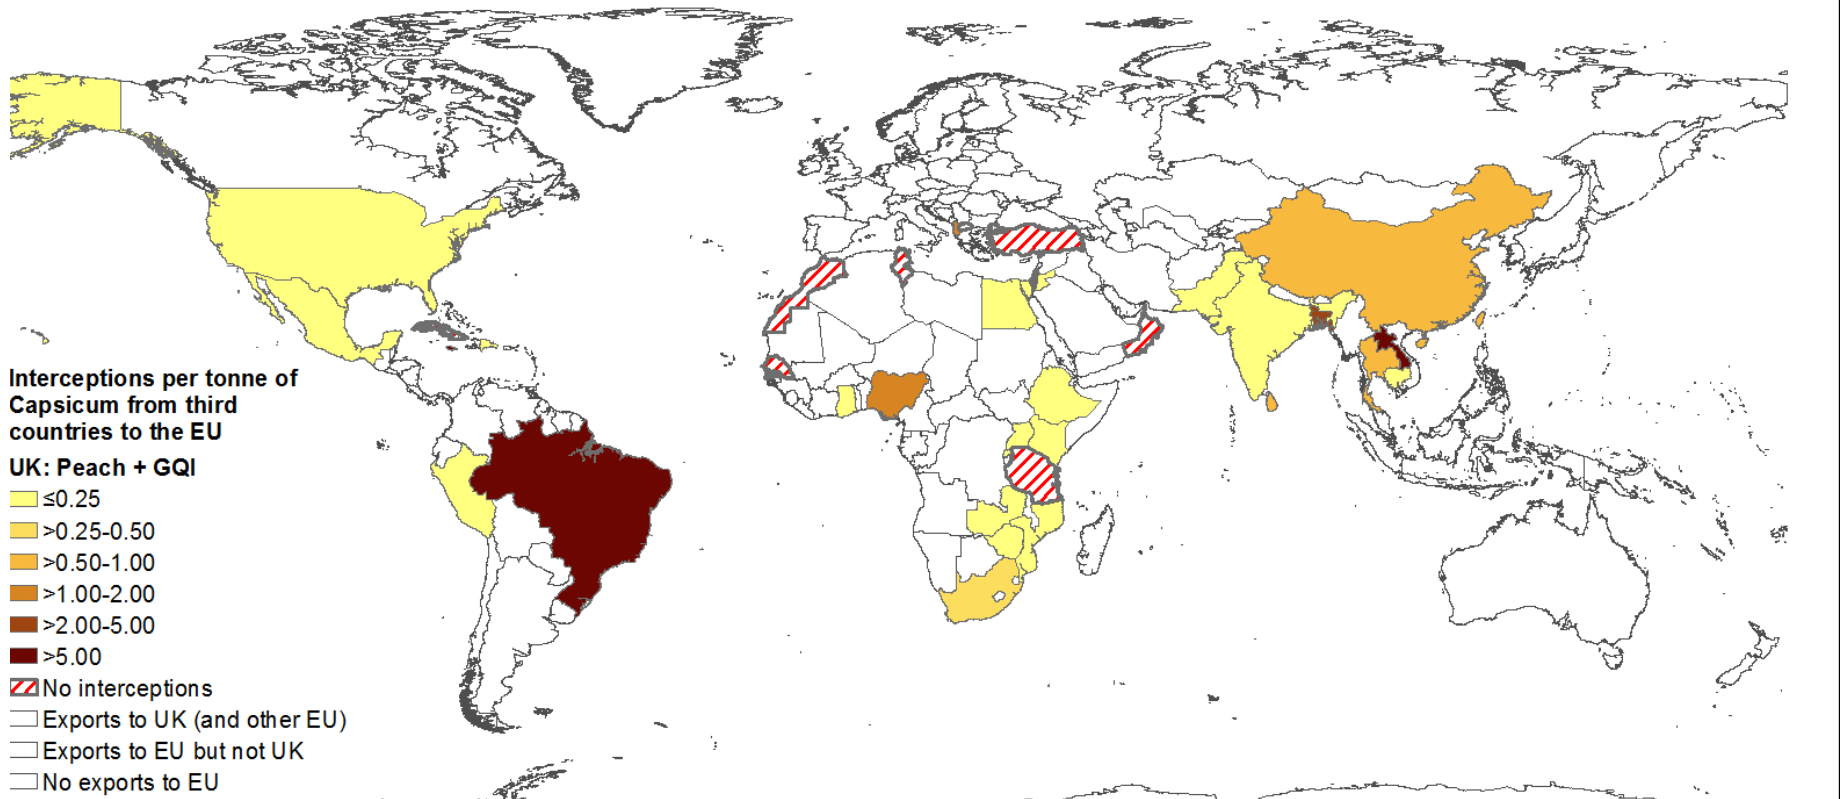 Interceptions per tonne of
Capsicum from third
countries to the EU
UK: Peach + GQI
≤0.25
>0.25-0.50
>0.50-1.00
>1.00-2.00
>2.00-5.00
>5.00
No interceptions
Exports to UK (and other EU)
Exports to EU but not UK
No exports to EU